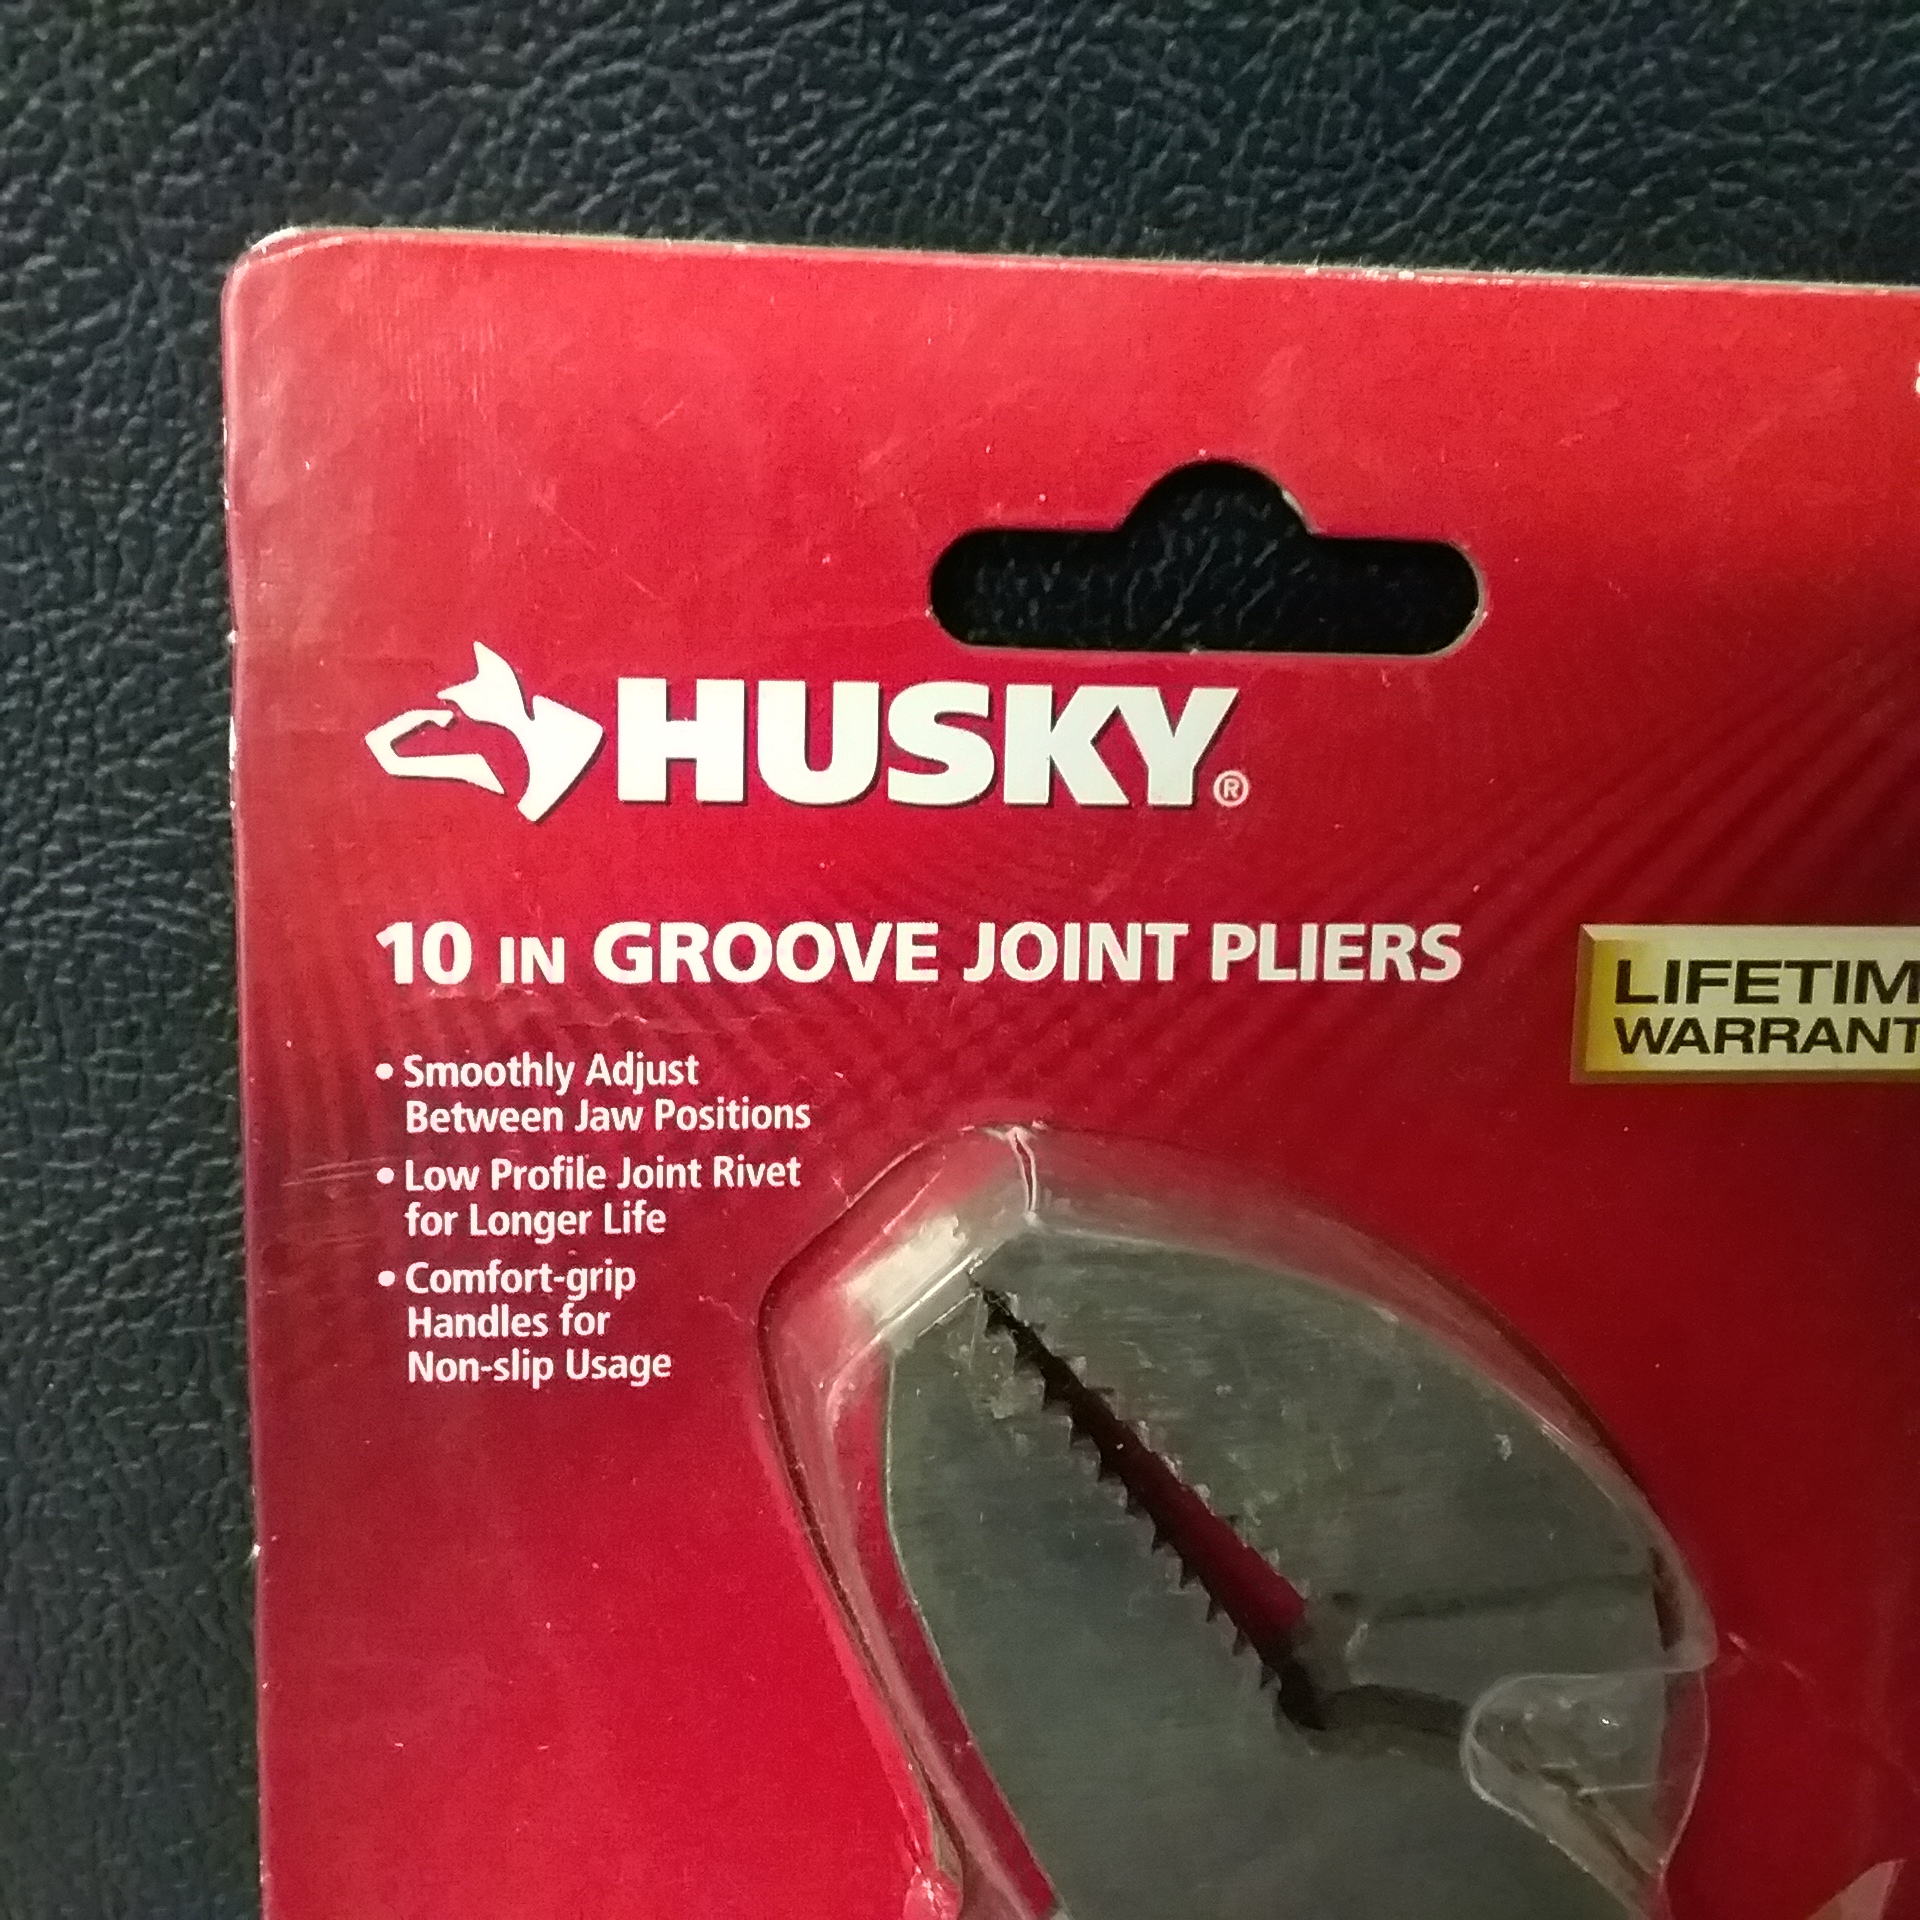 HUSKY®
10 IN GROOVE JOINT PLIERS
LIFETIM
WARRANT
• Smoothly Adjust
Between Jaw Positions
• Low Profile Joint Rivet
for Longer Life
• Comfort-grip
Handles for
Non-slip Usage